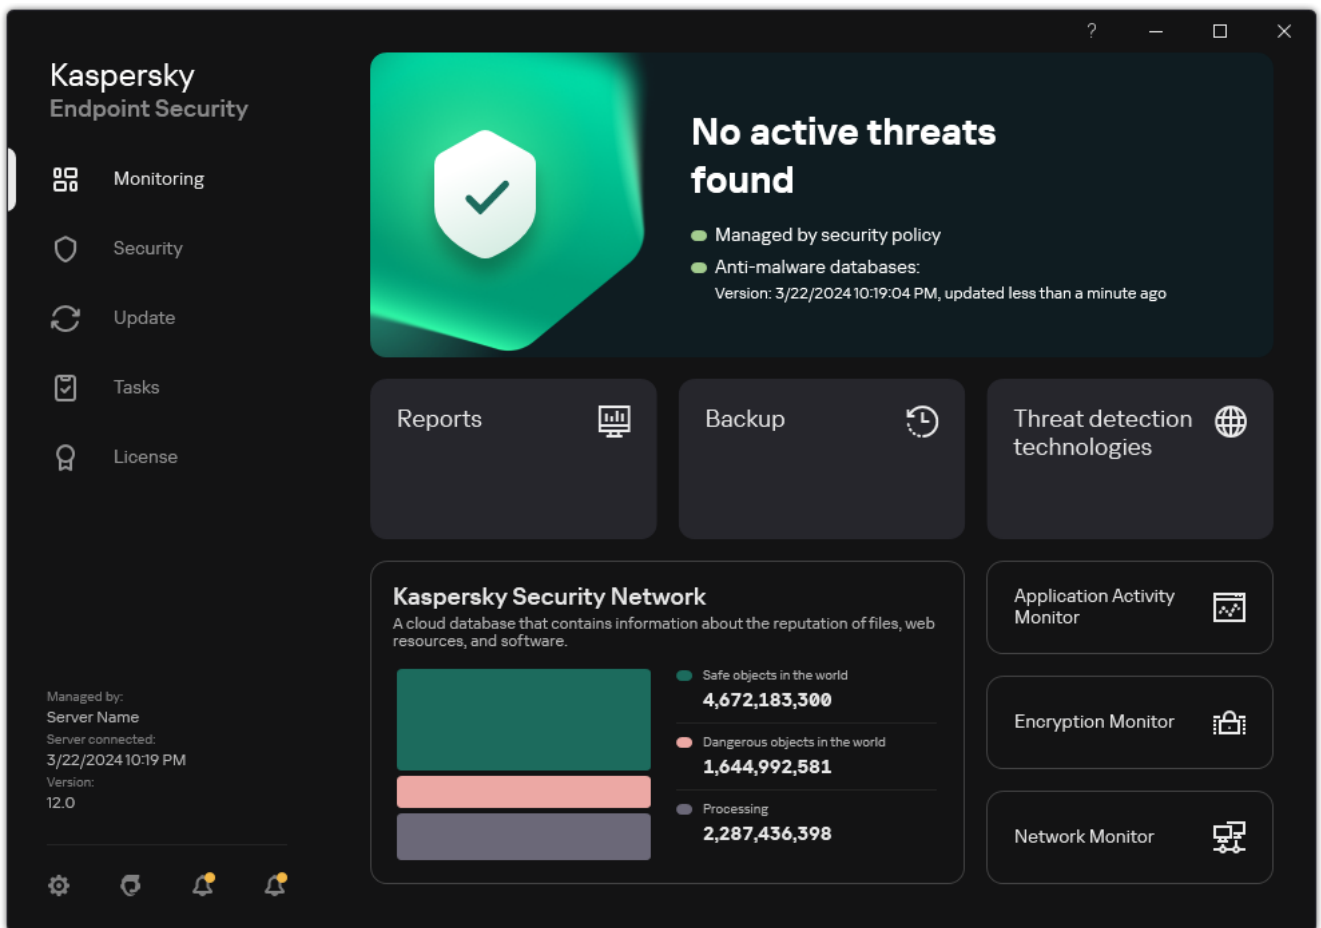 ?
Kaspersky
Endpoint Security
Monitoring
Security
Update
Tasks
License
Managed by:
Server Name
Server connected:
3/22/2024 10:19 PM
Version:
12.0
No active threats
found
Managed by security policy
Anti-malware databases:
Version: 3/22/2024 10:19:04 PM, updated less than a minute ago
Reports
Backup
Threat detection
technologies
Kaspersky Security Network
A cloud database that contains information about the reputation of files, web
resources, and software.
Safe objects in the world
4,672,183,300
Dangerous objects in the world
1,644,992,581
Processing
2,287,436,398
Application Activity
Monitor
Encryption Monitor
Network Monitor